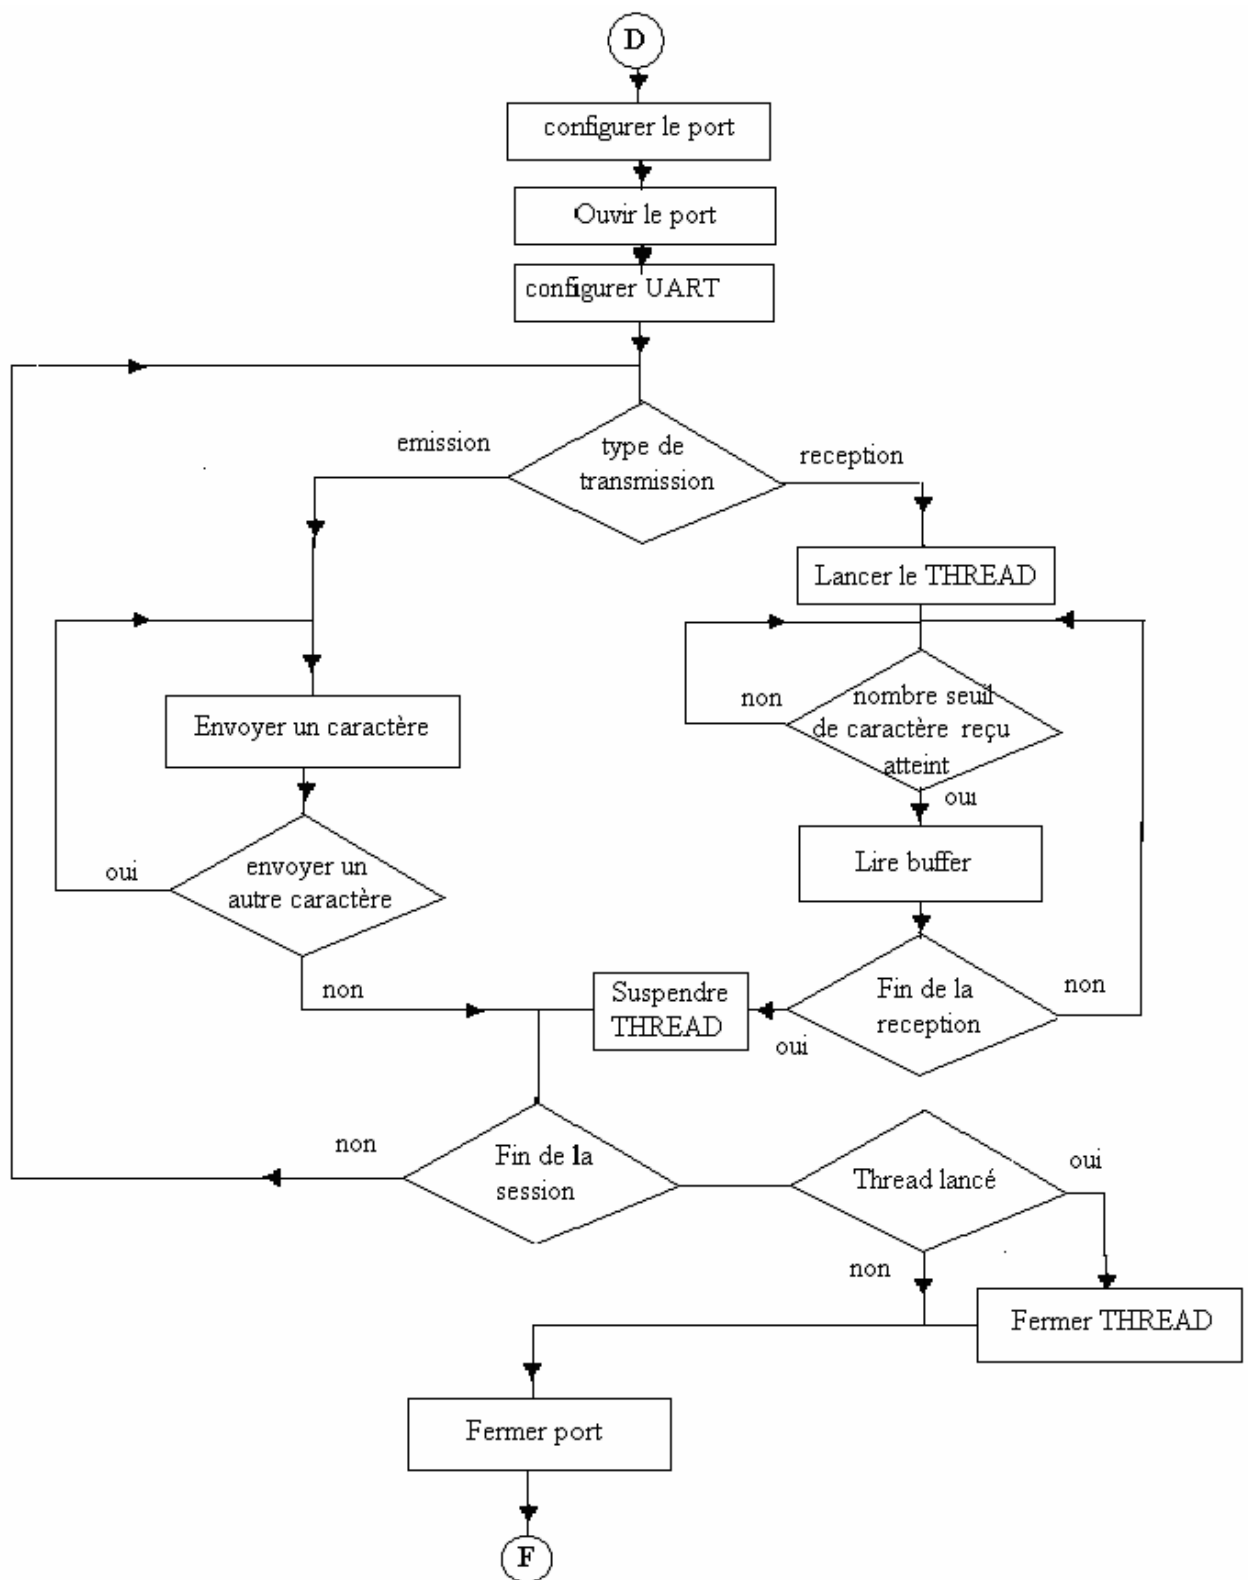 D
configurer le port
Ouvir le port
configurer UART
emission
type de
transmission
reception
Lancer le THREAD
non
nombre seuil
de caractère reçu
atteint
Envoyer un caractère
oui
Lire buffer
oui
envoyer un
autre caractère
non
Suspendre
THREAD
oui
Fin de la
reception
non
non
Fin de la
session
Thread lancé
oui
non
Fermer THREAD
Fermer port
F